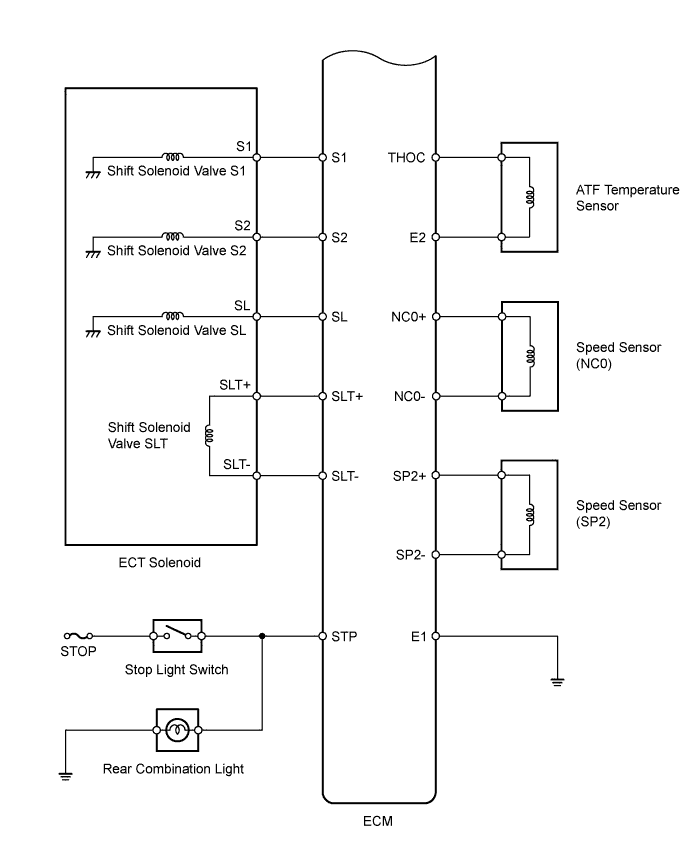 S1
S1
THOC
Shift Solenoid Valve S1
ATF Temperature
Sensor
S2
S2
E2
Shift Solenoid Valve S2
SL
SL
NC0+
Shift Solenoid Valve SL
Speed Sensor
(NC0)
SLT+
SLT+
NC0-
Shift Solenoid
Valve SLT
SLT-
SLT-
SP2+
Speed Sensor
(SP2)
SP2-
ECT Solenoid
STP
E1
STOP
Stop Light Switch
Rear Combination Light
ECM